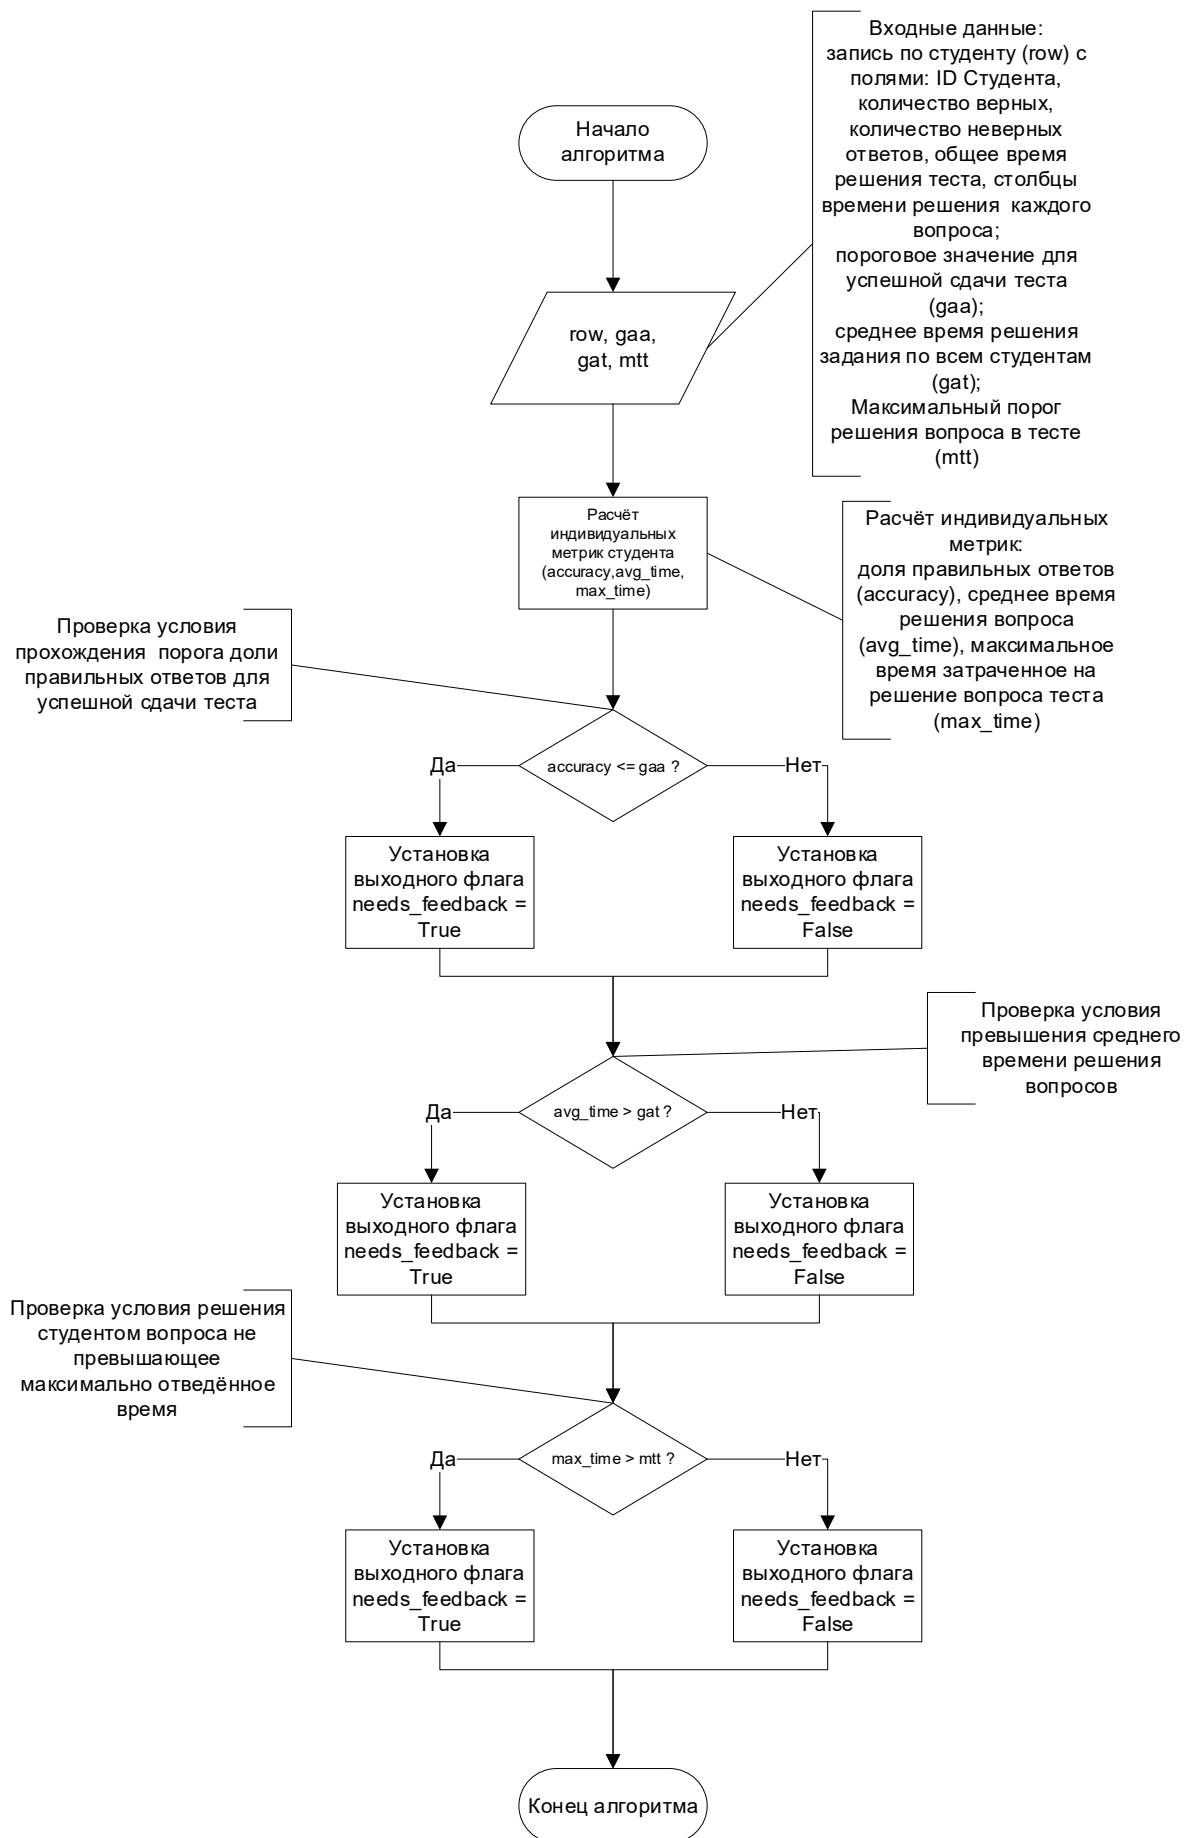 Входные данные:
запись по студенту (row) с
полями: ID Студента,
количество верных,
количество неверных
ответов, общее время
решения теста, столбцы
времени решения каждого
вопроса;
пороговое значение для
успешной сдачи теста
(gaa);
среднее время решения
задания по всем студентам
(gat);
Максимальный порог
решения вопроса в тесте
(mtt)
Начало
алгоритма
row, gaa,
gat, mtt
Расчёт
индивидуальных
метрик студента
(accuracy,avg_time,
max_time)
Расчёт индивидуальных
метрик:
доля правильных ответов
(accuracy), среднее время
решения вопроса
(avg_time), максимальное
время затраченное на
решение вопроса теста
(max_time)
Проверка условия
прохождения порога доли
правильных ответов для
успешной сдачи теста
accuracy <= gaa ?
Да
Нет
Установка
выходного флага
needs_feedback =
True
Установка
выходного флага
needs_feedback =
False
Проверка условия
превышения среднего
времени решения
вопросов
avg_time > gat ?
Да
Нет
Установка
выходного флага
needs_feedback =
True
Установка
выходного флага
needs_feedback =
False
Проверка условия решения
студентом вопроса не
превышающее
максимально отведённое
время
max_time > mtt ?
Да
Нет
Установка
выходного флага
needs_feedback =
True
Установка
выходного флага
needs_feedback =
False
Конец алгоритма